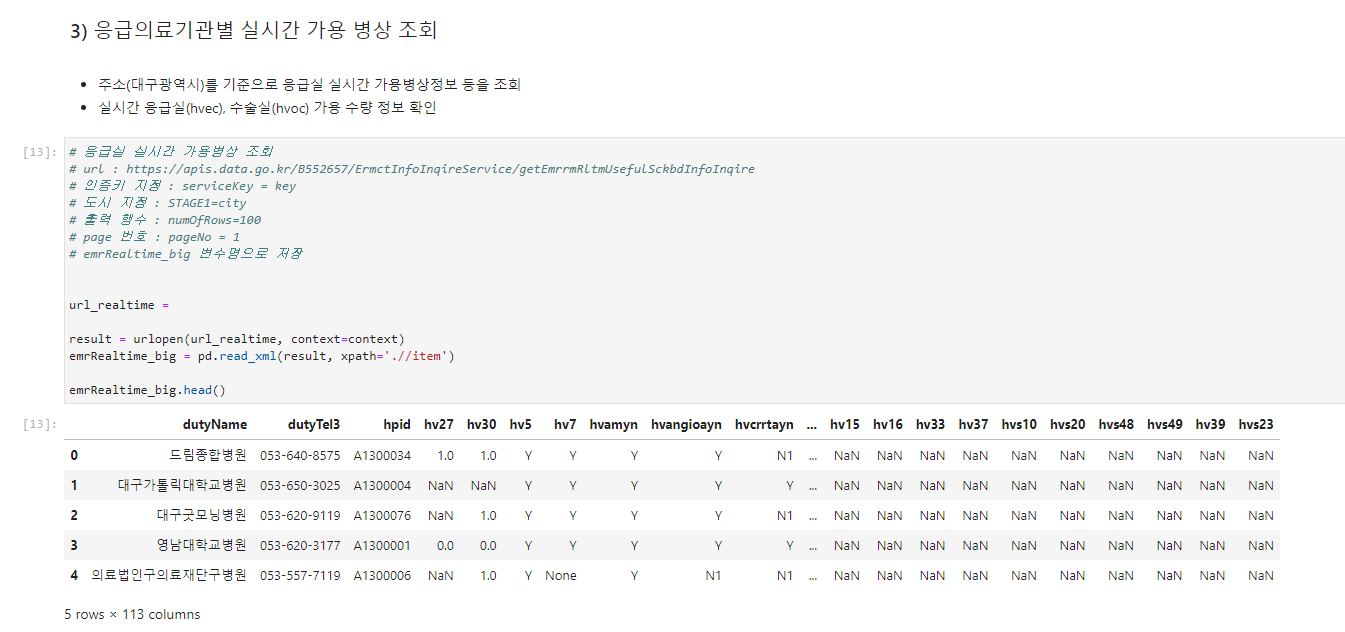 3) 응급의료기관별 실시간 가용 병상 조회
• 주소(대구광역시)를 기준으로 응급실 실시간 가용병상정보 등을 조회
• 실시간 응급실(hvec), 수술실(hvoc) 가용 수량 정보 확인
[13]:
# 응급실 실시간 가용병상 조회
# url : https://apis.data.go.kr/B552657/ErmctInfoInqireService/getEmrrmRltmUsefulSckbdInfoInqire
# 인증키 지정 : serviceKey = key
# 도시 지정 : STAGE1=city
# 출력 행수 : numOfRows=100
# page 번호 : pageNo = 1
# emrRealtime_big 변수명으로 저장
url_realtime =
result = urlopen(url_realtime, context=context)
emrRealtime_big = pd.read_xml(result, xpath='.//item')
emrRealtime_big.head()
[13]:
dutyName dutyTel3 hpid hv27 hv30 hv5 hv7 hvamyn hvangioayn hvcrrtayn ... hv15 hv16 hv33 hv37 hvs10 hvs20 hvs48 hvs49 hv39 hvs23
0 드림종합병원 053-640-8575 A1300034 1.0 1.0 Y Y Y Y N1 ... NaN NaN NaN NaN NaN NaN NaN NaN NaN NaN
1 대구가톨릭대학교병원 053-650-3025 A1300004 NaN NaN Y Y Y Y Y ... NaN NaN NaN NaN NaN NaN NaN NaN NaN NaN
2 대구굿모닝병원 053-620-9119 A1300076 NaN 1.0 Y Y Y Y N1 ... NaN NaN NaN NaN NaN NaN NaN NaN NaN NaN
3 영남대학교병원 053-620-3177 A1300001 0.0 0.0 Y Y Y Y Y ... NaN NaN NaN NaN NaN NaN NaN NaN NaN NaN
4 의료법인구의료재단구병원 053-557-7119 A1300006 NaN 1.0 Y None Y N1 N1 ... NaN NaN NaN NaN NaN NaN NaN NaN NaN NaN
5 rows × 113 columns